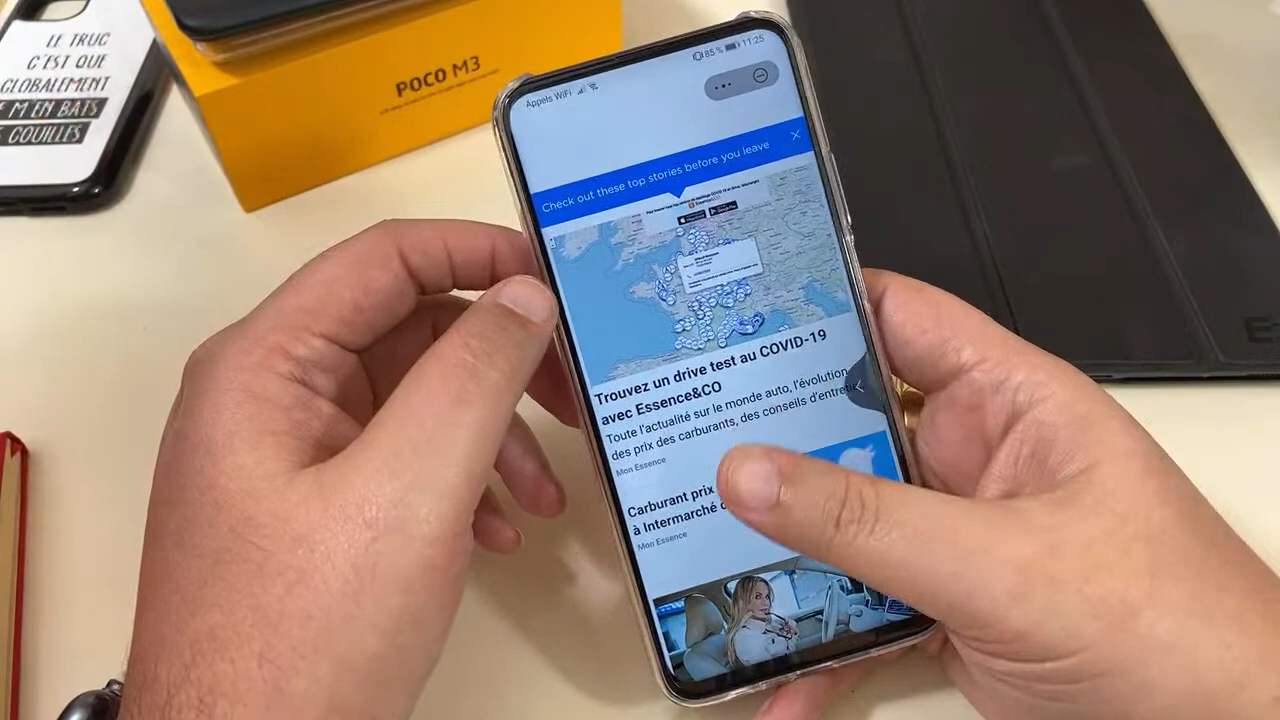 LE TRUC
C'EST QUE
GLOBALEMENT
M EN BATS
COUILLES
POCO M3
Appels WiFi
85 %
11:25
Check out these top stories before you leave
Trouvez un drive test au COVID-19
avec Essence&CO
Toute l'actualité sur le monde auto, l'évolution
des prix des carburants, des conseils d'entretie
Mon Essence
Carburant prix
à Intermarché
Mon Essence